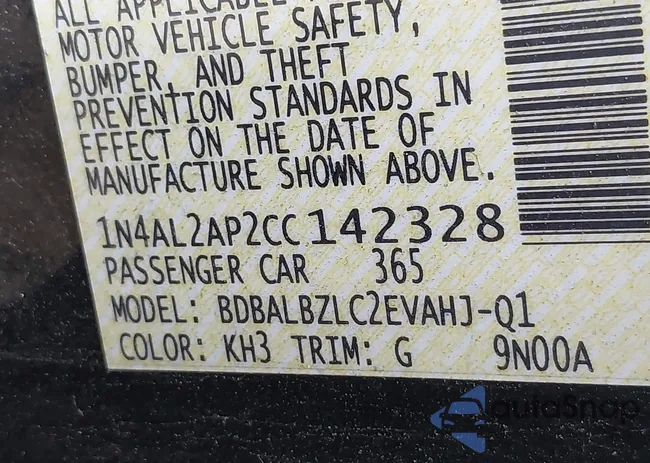 ALL APPLICABLE
MOTOR VEHICLE SAFETY,
BUMPER, AND THEFT
PREVENTION STANDARDS IN
EFFECT ON THE DATE OF
MANUFACTURE SHOWN ABOVE.
1N4AL2AP2CC142328
PASSENGER CAR 365
MODEL: BDBALBZLC2EVAHJ-Q1
COLOR: KH3 TRIM: G 9N00A
autoSnap